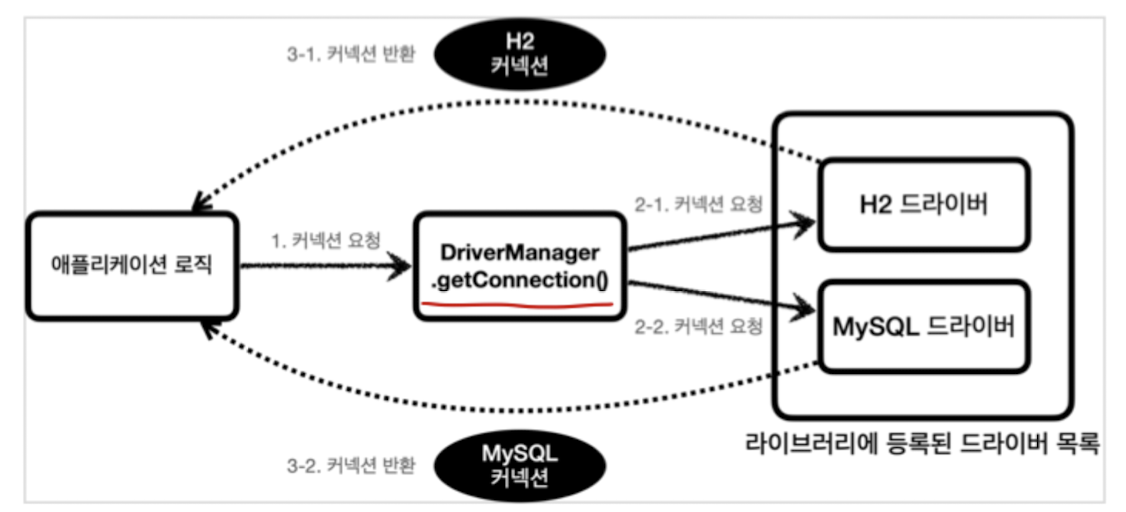 H2
커넥션
3-1. 커넥션 반환
애플리케이션 로직
1. 커넥션 요청
DriverManager
.getConnection()
2-1. 커넥션 요청
2-2. 커넥션 요청
H2 드라이버
MySQL 드라이버
라이브러리에 등록된 드라이버 목록
3-2. 커넥션 반환
MySQL
커넥션